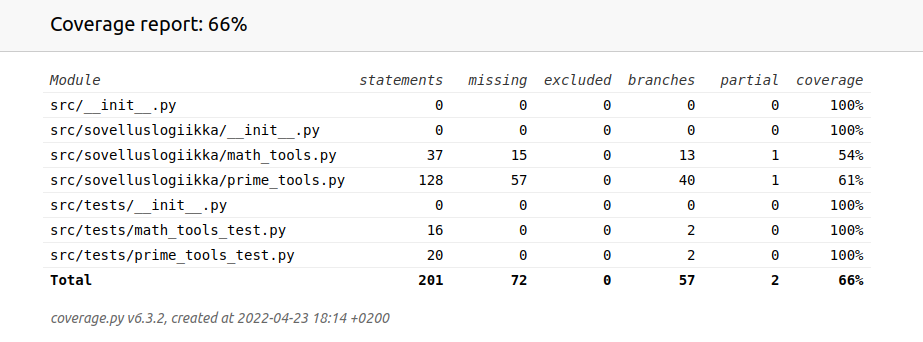 Coverage report: 66%
Module statements missing excluded branches partial coverage
src/__init__.py 0 0 0 0 0 100%
src/sovelluslogiikka/__init__.py 0 0 0 0 0 100%
src/sovelluslogiikka/math_tools.py 37 15 0 13 1 54%
src/sovelluslogiikka/prime_tools.py 128 57 0 40 1 61%
src/tests/__init__.py 0 0 0 0 0 100%
src/tests/math_tools_test.py 16 0 0 2 0 100%
src/tests/prime_tools_test.py 20 0 0 2 0 100%
Total 201 72 0 57 2 66%
coverage.py v6.3.2, created at 2022-04-23 18:14 +0200